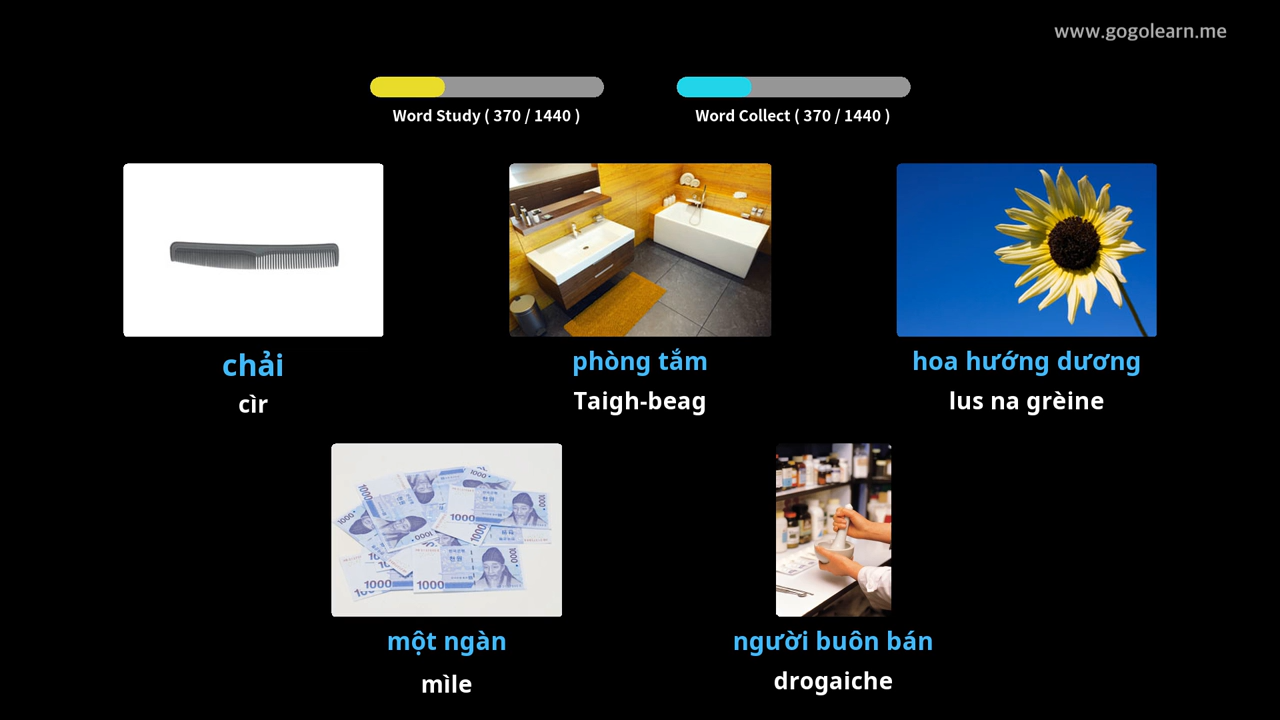 www.gogolearn.me
Word Study ( 370 / 1440 )
Word Collect ( 370 / 1440 )
chải
cìr
phòng tắm
Taigh-beag
hoa hướng dương
lus na grèine
một ngàn
mìle
người buôn bán
drogaiche